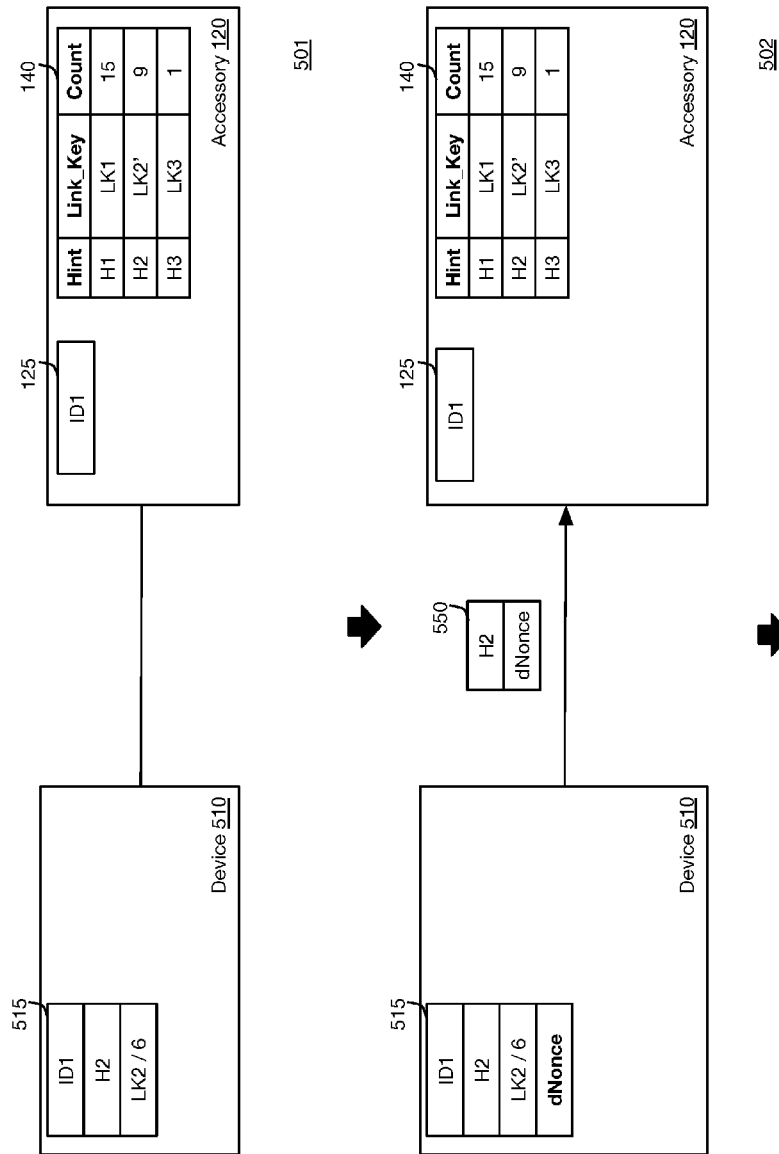 515
ID1
H2
LK2 / 6
Device 510
125
ID1
140
Hint Link_Key Count
H1 LK1 15
H2 LK2' 9
H3 LK3 1
Accessory 120
501
515
ID1
H2
LK2 / 6
dNonce
Device 510
550
H2
dNonce
125
ID1
140
Hint Link_Key Count
H1 LK1 15
H2 LK2' 9
H3 LK3 1
Accessory 120
502